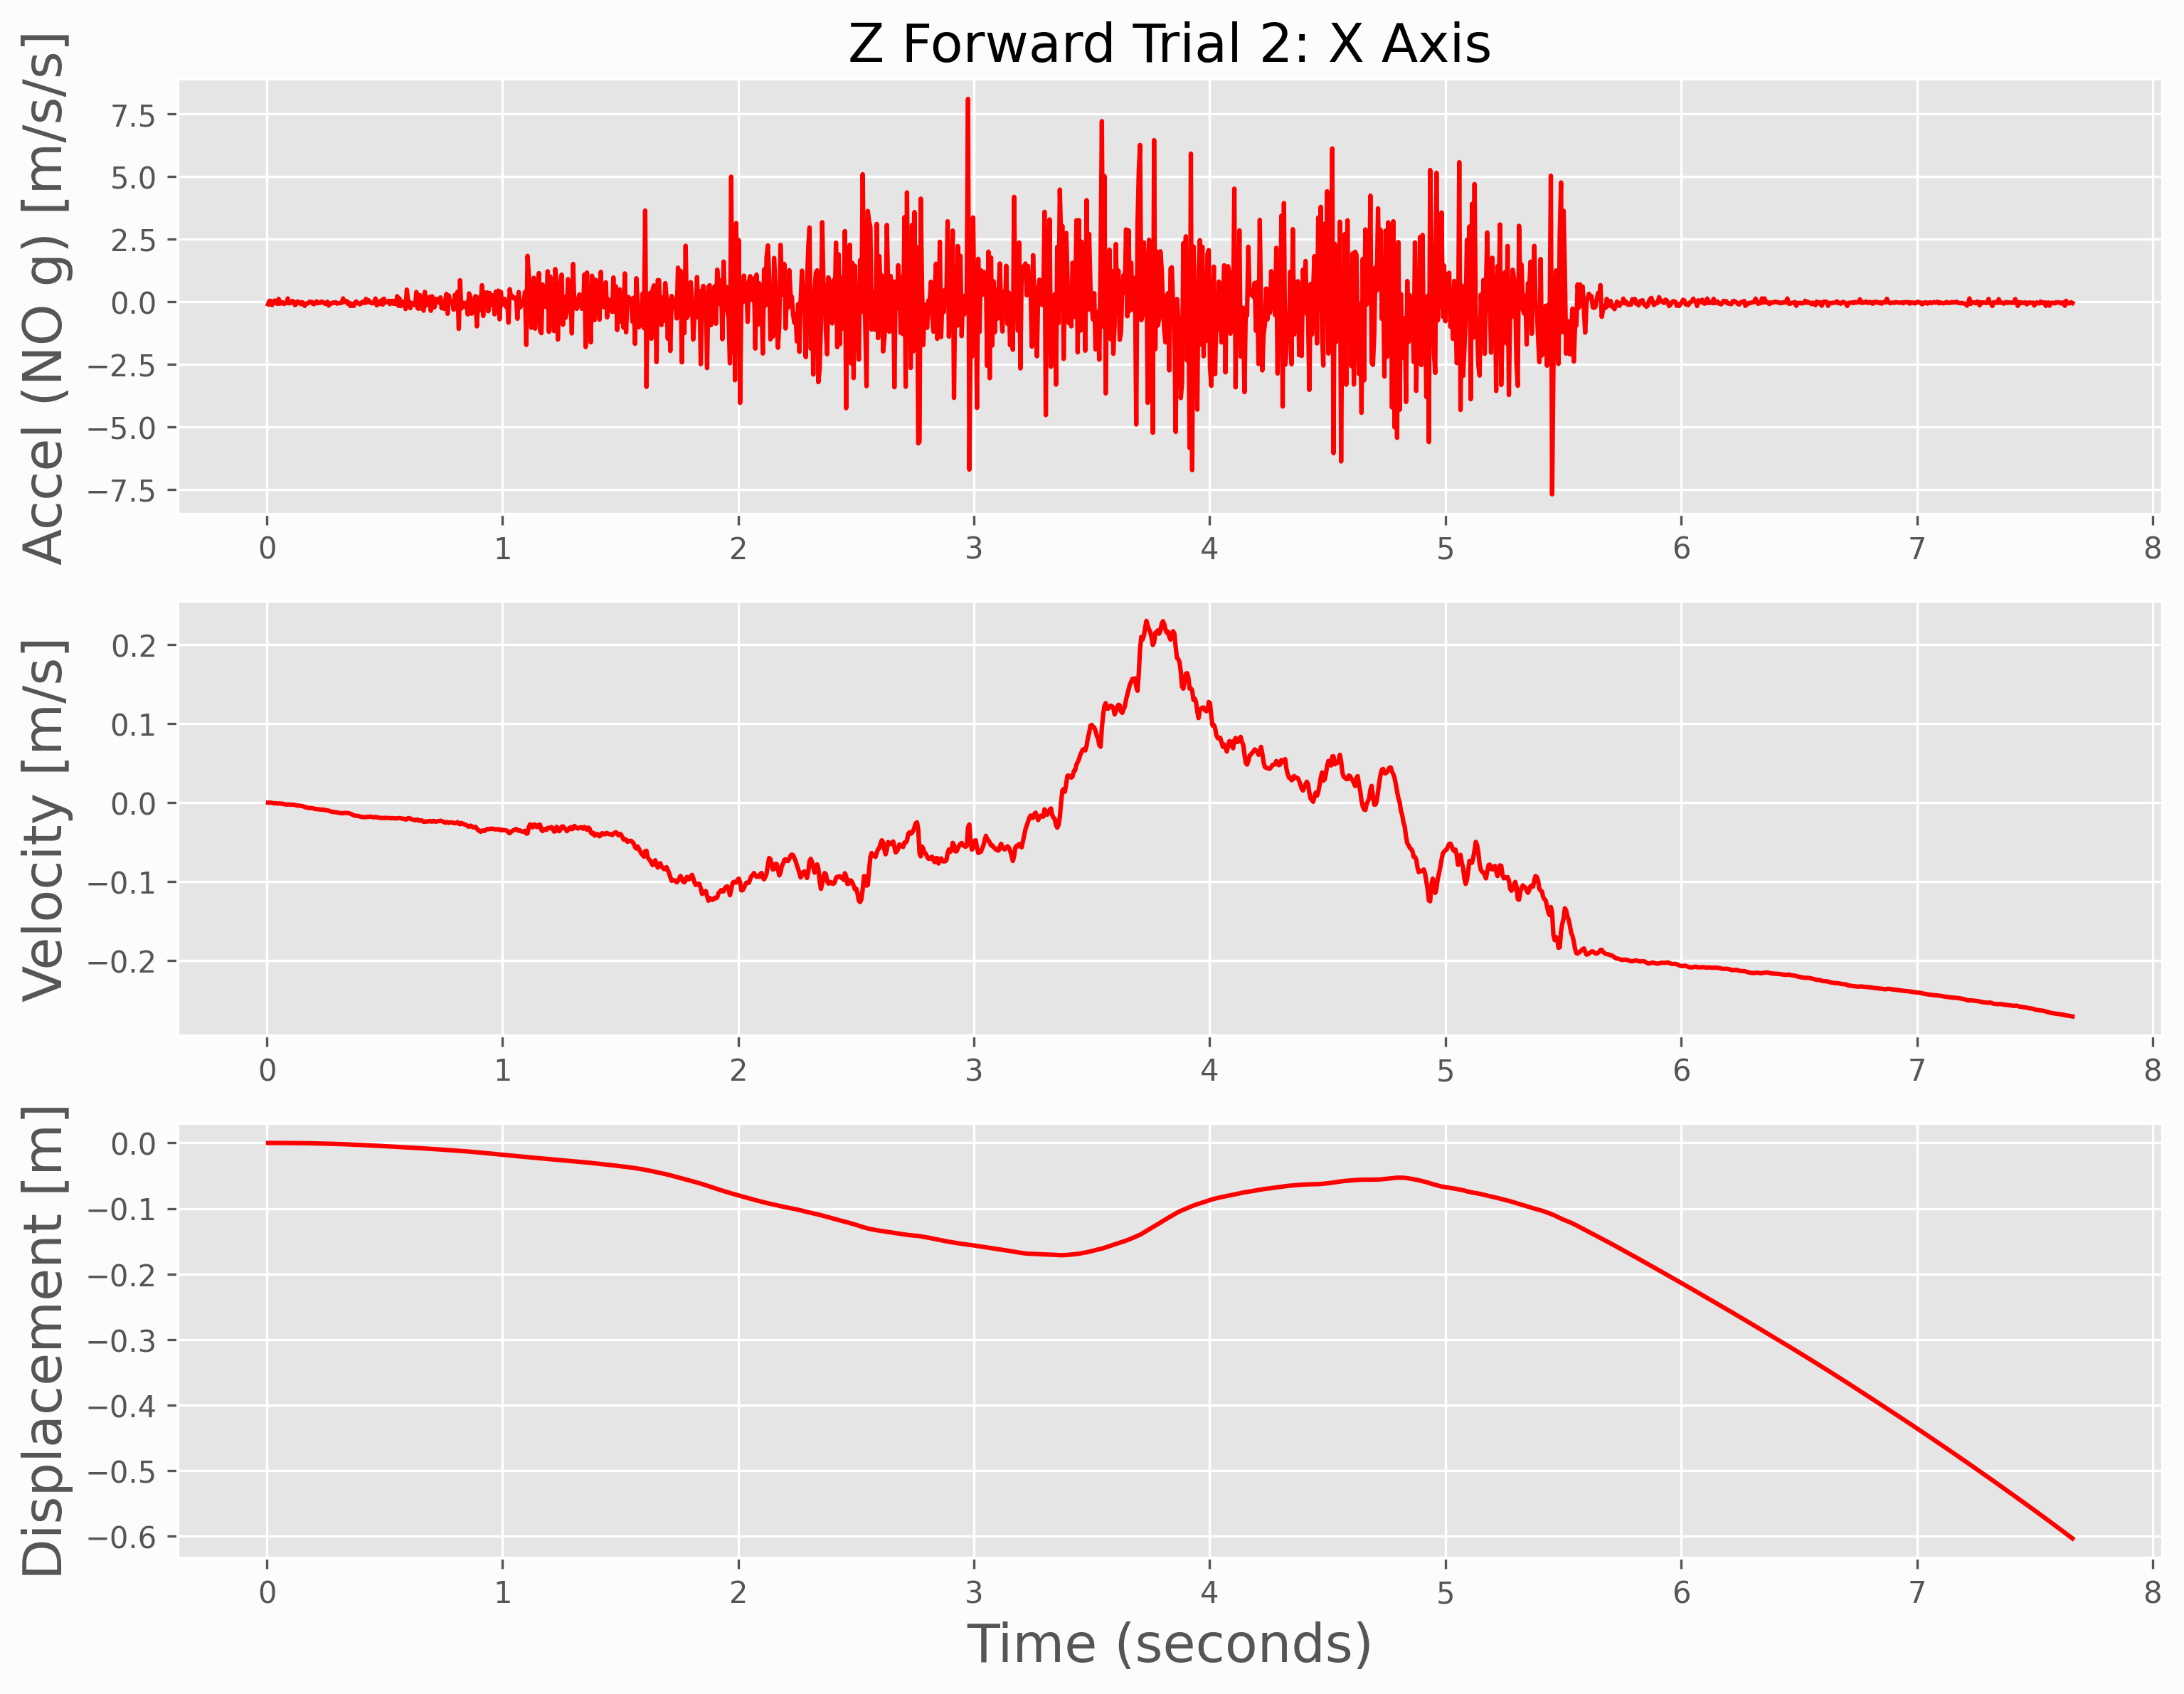 Z Forward Trial 2: X Axis
Accel (NO g) [m/s/s]
7.5
5.0
2.5
0.0
−2.5
−5.0
−7.5
0 1 2 3 4 5 6 7 8
Velocity [m/s]
0.2
0.1
0.0
−0.1
−0.2
0 1 2 3 4 5 6 7 8
Displacement [m]
0.0
−0.1
−0.2
−0.3
−0.4
−0.5
−0.6
0 1 2 3 4 5 6 7 8
Time (seconds)